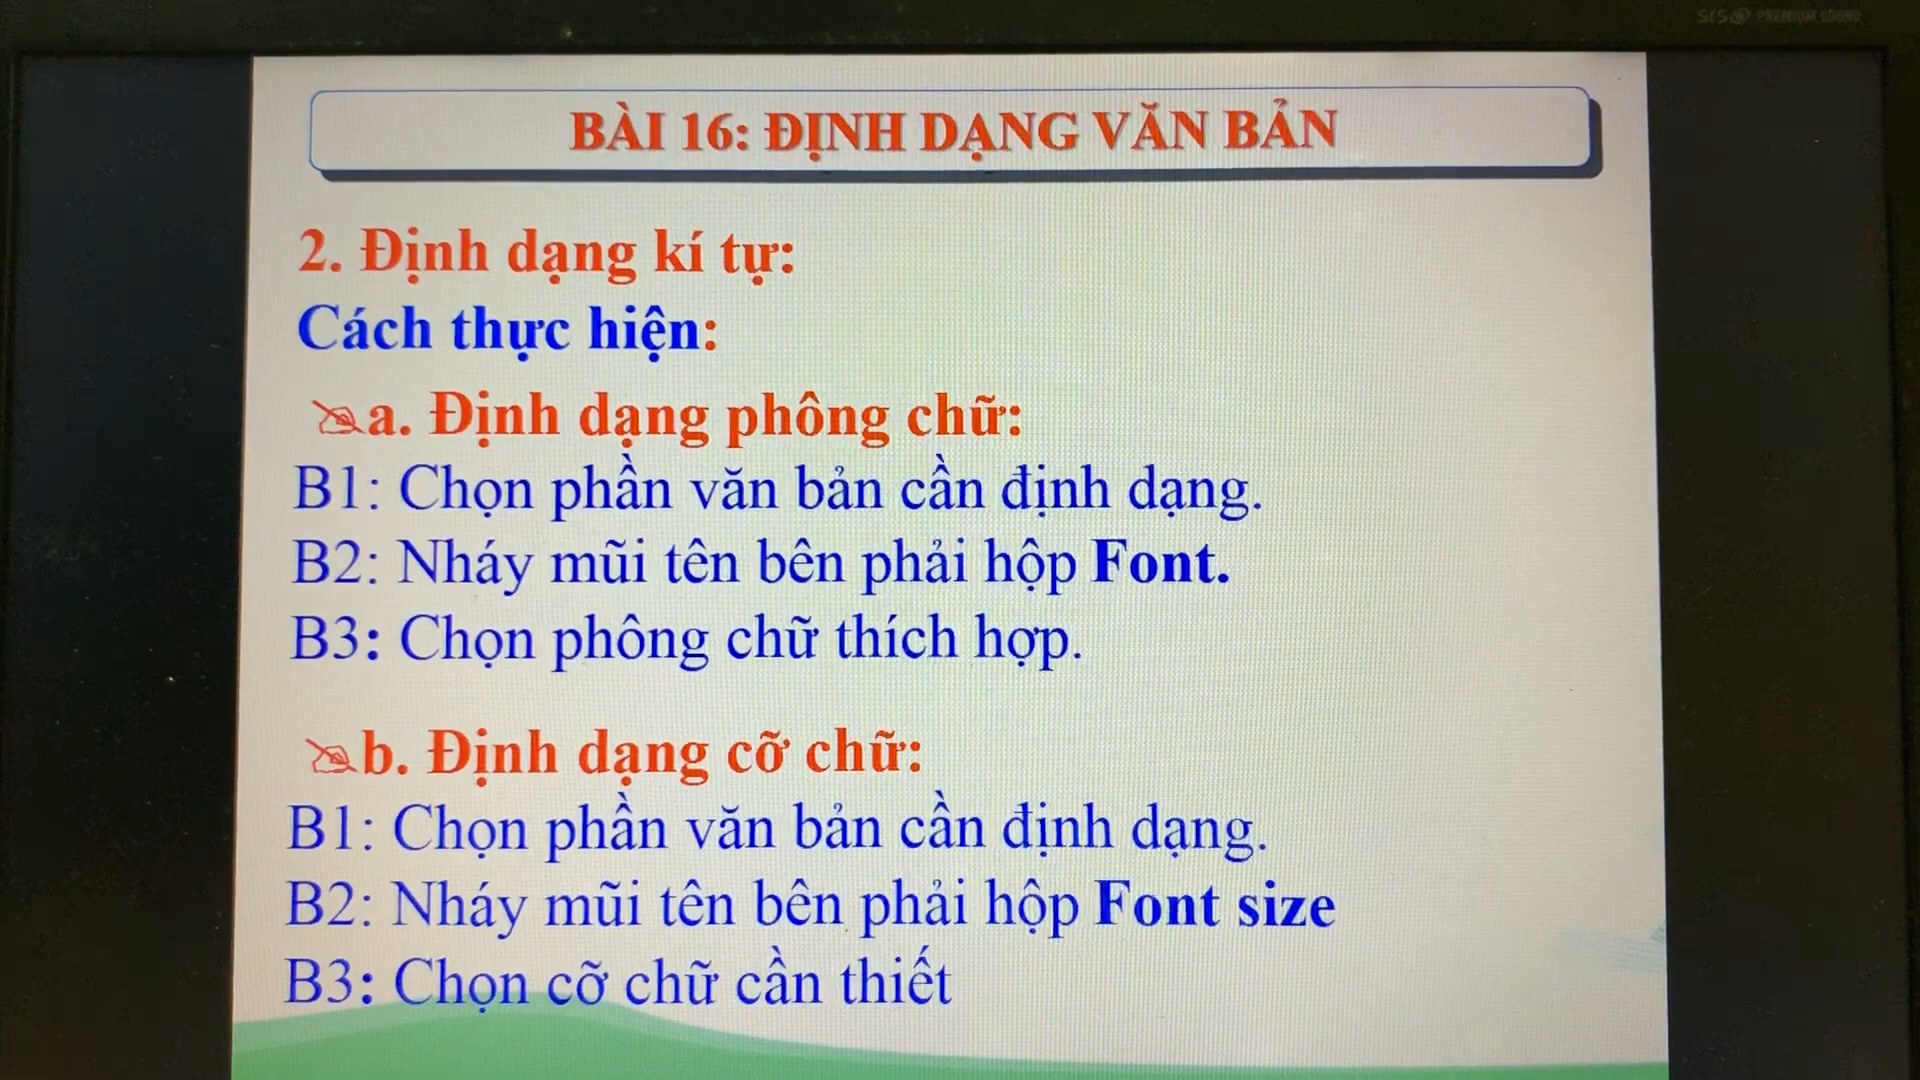 SRS PREMIUM SOUND
BÀI 16: ĐỊNH DẠNG VĂN BẢN
2. Định dạng kí tự:
Cách thực hiện:
a. Định dạng phông chữ:
B1: Chọn phần văn bản cần định dạng.
B2: Nháy mũi tên bên phải hộp Font.
B3: Chọn phông chữ thích hợp.
b. Định dạng cỡ chữ:
B1: Chọn phần văn bản cần định dạng.
B2: Nháy mũi tên bên phải hộp Font size
B3: Chọn cỡ chữ cần thiết